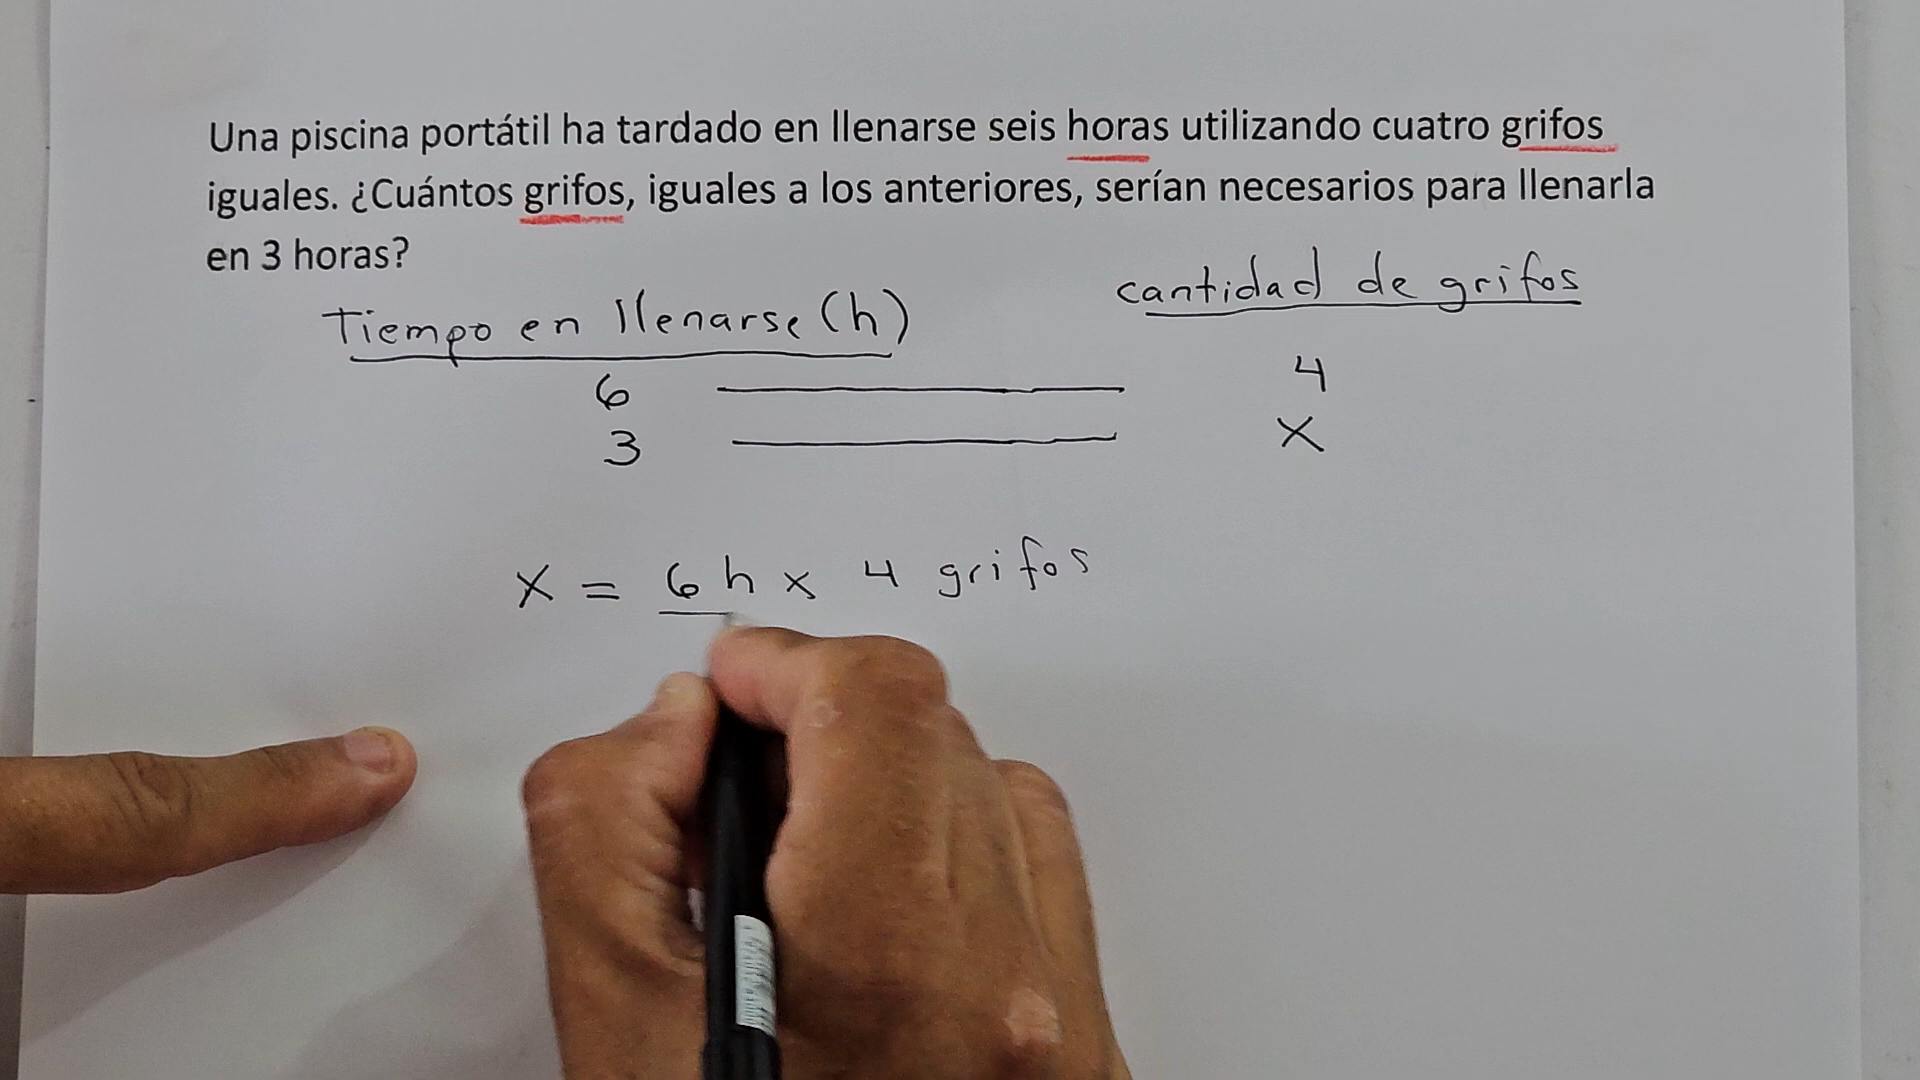 Una piscina portátil ha tardado en llenarse seis horas utilizando cuatro grifos
iguales. ¿Cuántos grifos, iguales a los anteriores, serían necesarios para llenarla
en 3 horas?
Tiempo en llenarse (h) cantidad de grifos
6 4
3 X
X = 6 h x 4 grifos